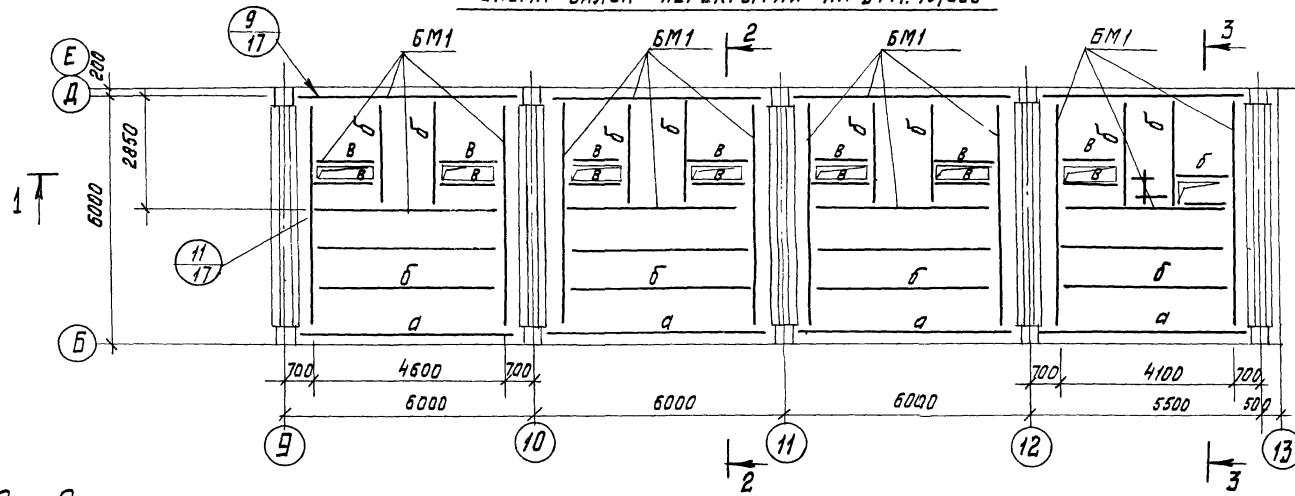 9 17
БМ1 БМ1 2 БМ1 БМ1 3
Е
200
Д
б б б б б б б б
2850
в в в в в б
в в в в в в в
1
6000
11 17
б б б б
а а а а
Б
700 4600 700 700 4100 700
6000 6000 6000 5500 500
9 10 11 12 13
2 3